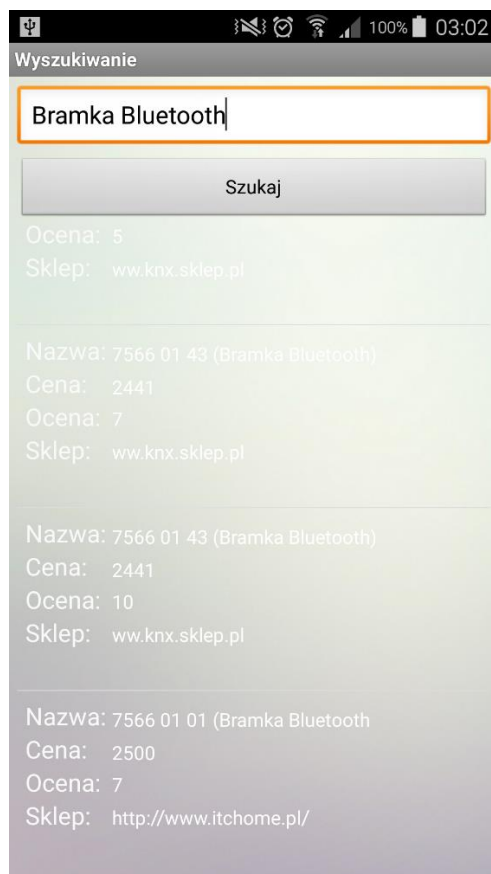 100% 03:02
Wyszukiwanie
Bramka Bluetooth
Szukaj
Ocena: 5
Sklep: ww.knx.sklep.pl
Nazwa: 7566 01 43 (Bramka Bluetooth)
Cena: 2441
Ocena: 7
Sklep: ww.knx.sklep.pl
Nazwa: 7566 01 43 (Bramka Bluetooth)
Cena: 2441
Ocena: 10
Sklep: ww.knx.sklep.pl
Nazwa: 7566 01 01 (Bramka Bluetooth
Cena: 2500
Ocena: 7
Sklep: http://www.itchome.pl/